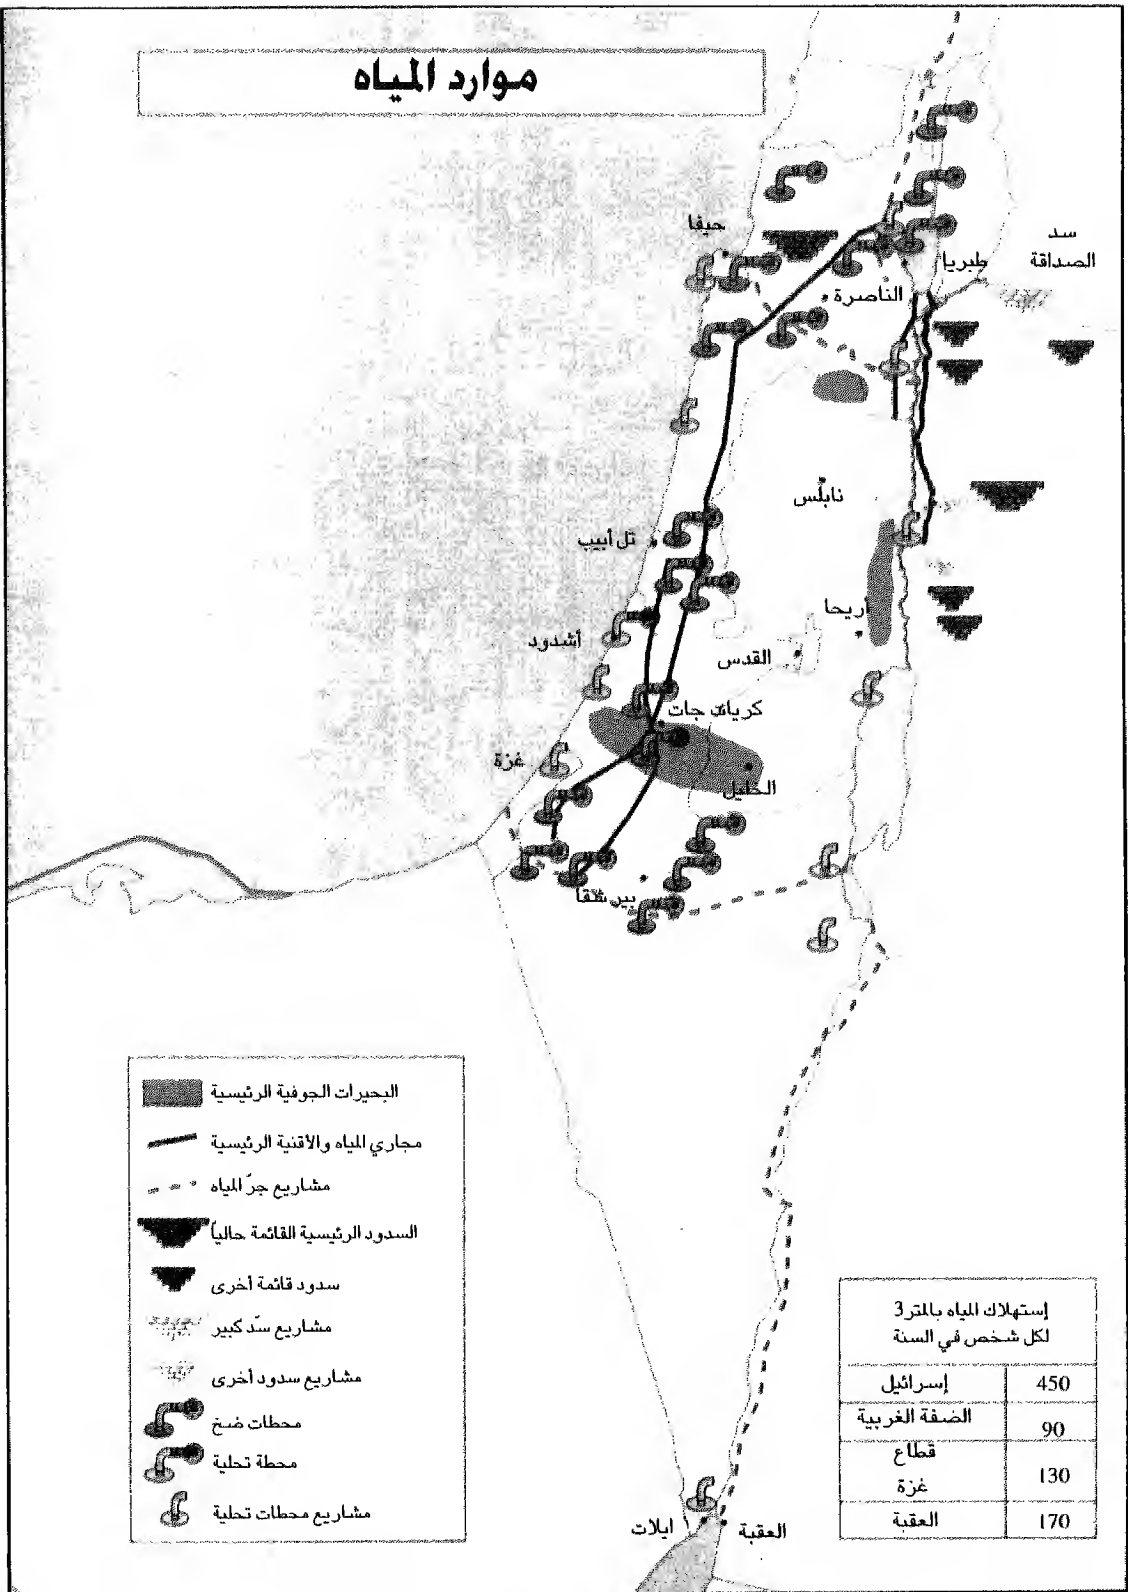 موارد المياه
حيفا
سد
الصداقة
طبريا
الناصرة
نابلس
تل أبيب
أريحا
أشدود
القدس
كريات جات
غزة
الخليل
بير شقا
البحيرات الجوفية الرئيسية
مجاري المياه والأقنية الرئيسية
مشاريع جرّ المياه
السدود الرئيسية القائمة حالياً
سدود قائمة أخرى
مشاريع سدّ كبير
مشاريع سدود أخرى
محطات ضخ
محطة تحلية
مشاريع محطات تحلية
إستهلاك المياه بالمتر3
لكل شخص في السنة
إسرائيل 450
الضفة الغربية 90
قطاع
غزة 130
العقبة 170
ايلات
العقبة